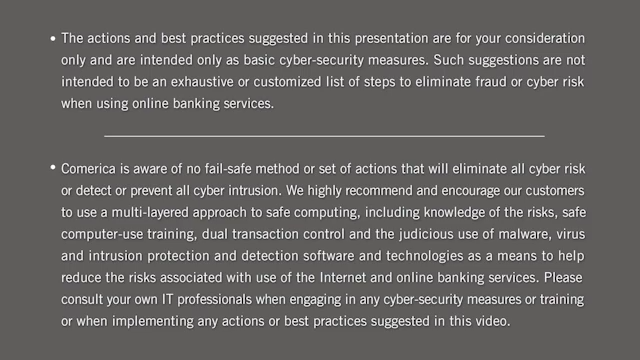 • The actions and best practices suggested in this presentation are for your consideration
only and are intended only as basic cyber-security measures. Such suggestions are not
intended to be an exhaustive or customized list of steps to eliminate fraud or cyber risk
when using online banking services.
• Comerica is aware of no fail-safe method or set of actions that will eliminate all cyber risk
or detect or prevent all cyber intrusion. We highly recommend and encourage our customers
to use a multi-layered approach to safe computing, including knowledge of the risks, safe
computer-use training, dual transaction control and the judicious use of malware, virus
and intrusion protection and detection software and technologies as a means to help
reduce the risks associated with use of the Internet and online banking services. Please
consult your own IT professionals when engaging in any cyber-security measures or training
or when implementing any actions or best practices suggested in this video.